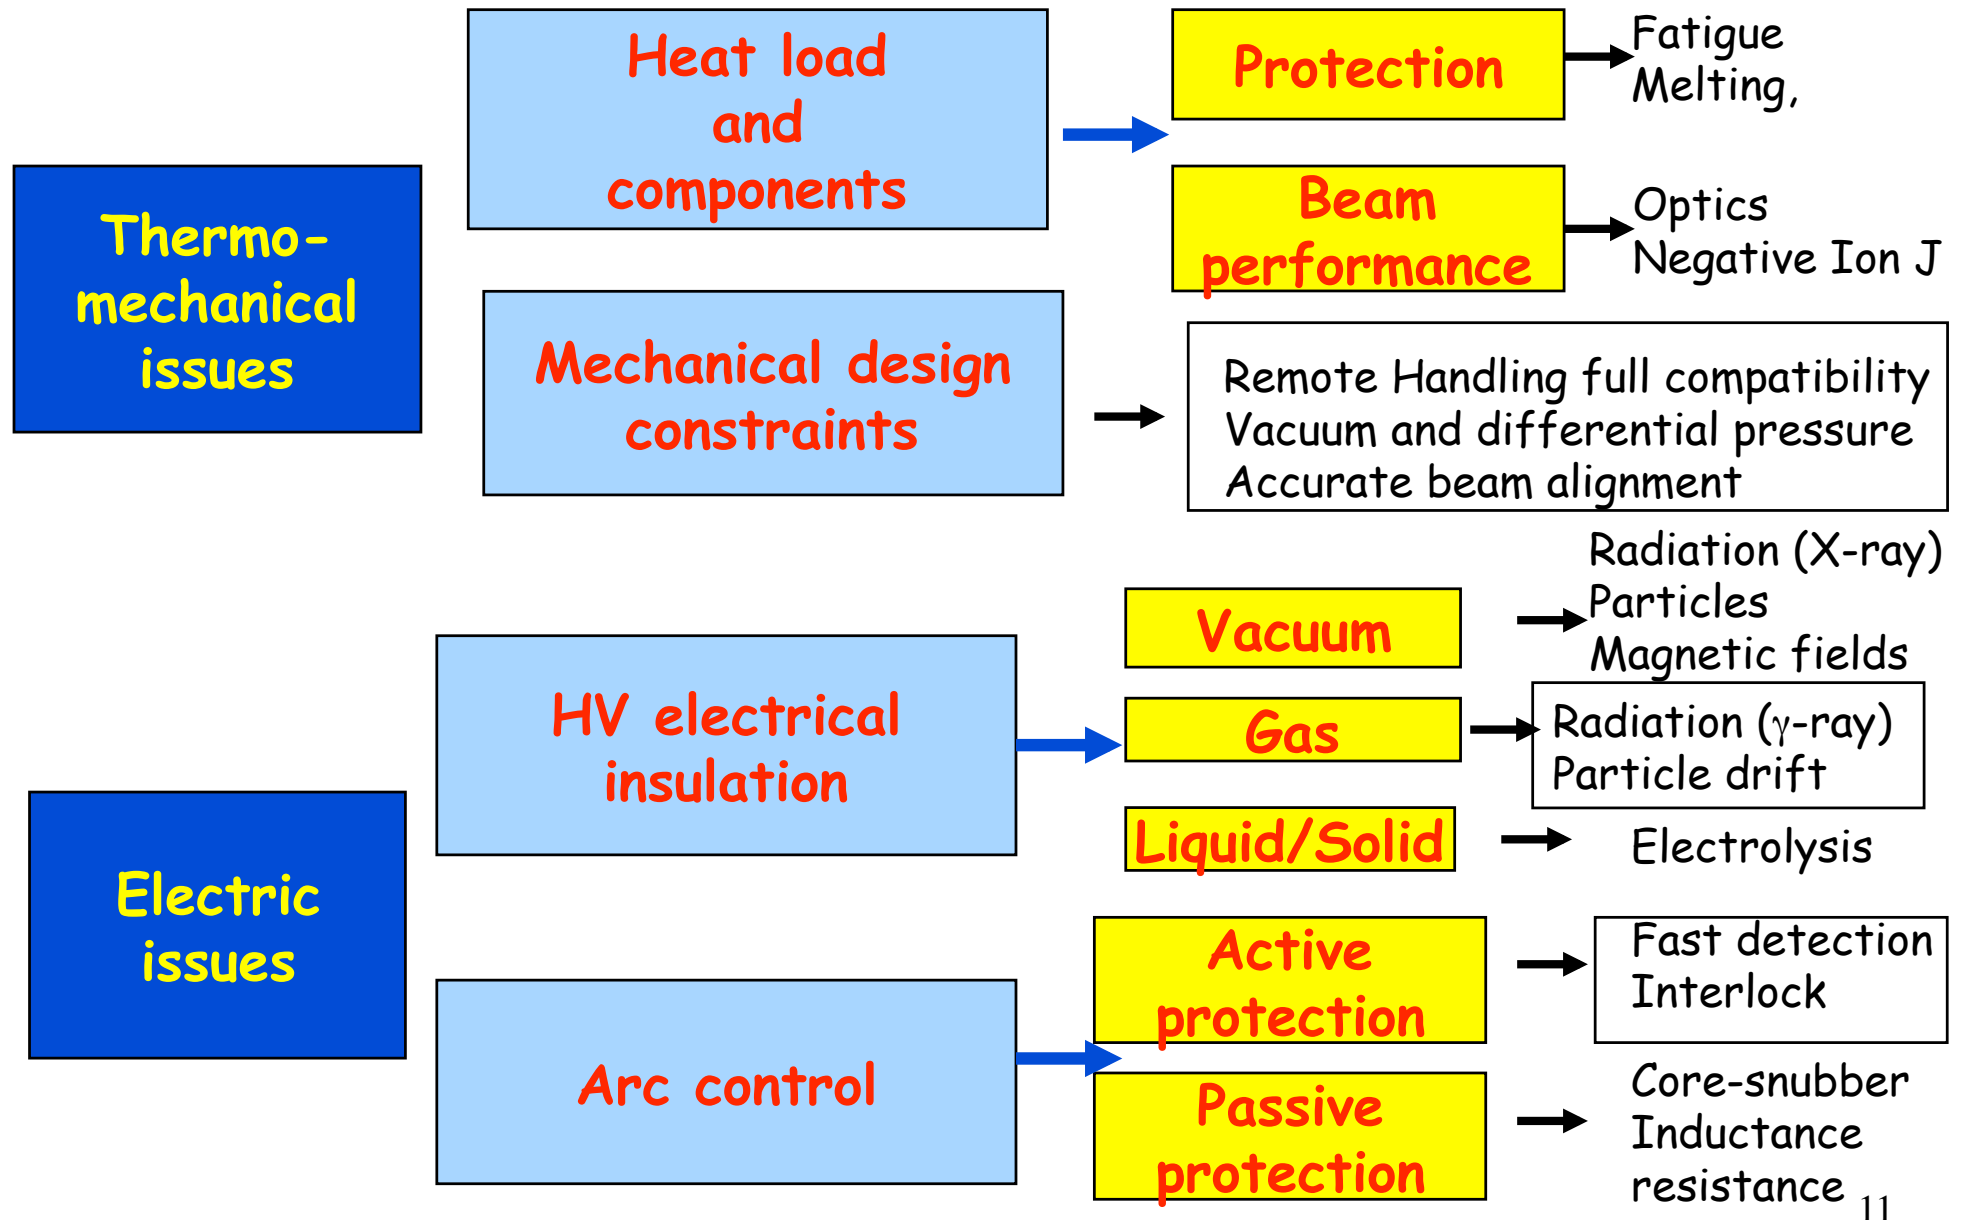 Heat load
and
components
Protection
Fatigue
Melting,
Thermo-
mechanical
issues
Beam
performance
Optics
Negative Ion J
Mechanical design
constraints
Remote Handling full compatibility
Vacuum and differential pressure
Accurate beam alignment
Electric
issues
HV electrical
insulation
Vacuum
Radiation (X-ray)
Particles
Magnetic fields
Gas
Radiation (γ-ray)
Particle drift
Liquid/Solid
Electrolysis
Arc control
Active
protection
Fast detection
Interlock
Passive
protection
Core-snubber
Inductance
resistance
11